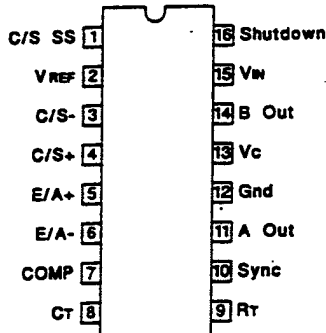 C/S SS 1 16 Shutdown
VREF 2 15 VIN
C/S- 3 14 B Out
C/S+ 4 13 Vc
E/A+ 5 12 Gnd
E/A- 6 11 A Out
COMP 7 10 Sync
CT 8 9 RT